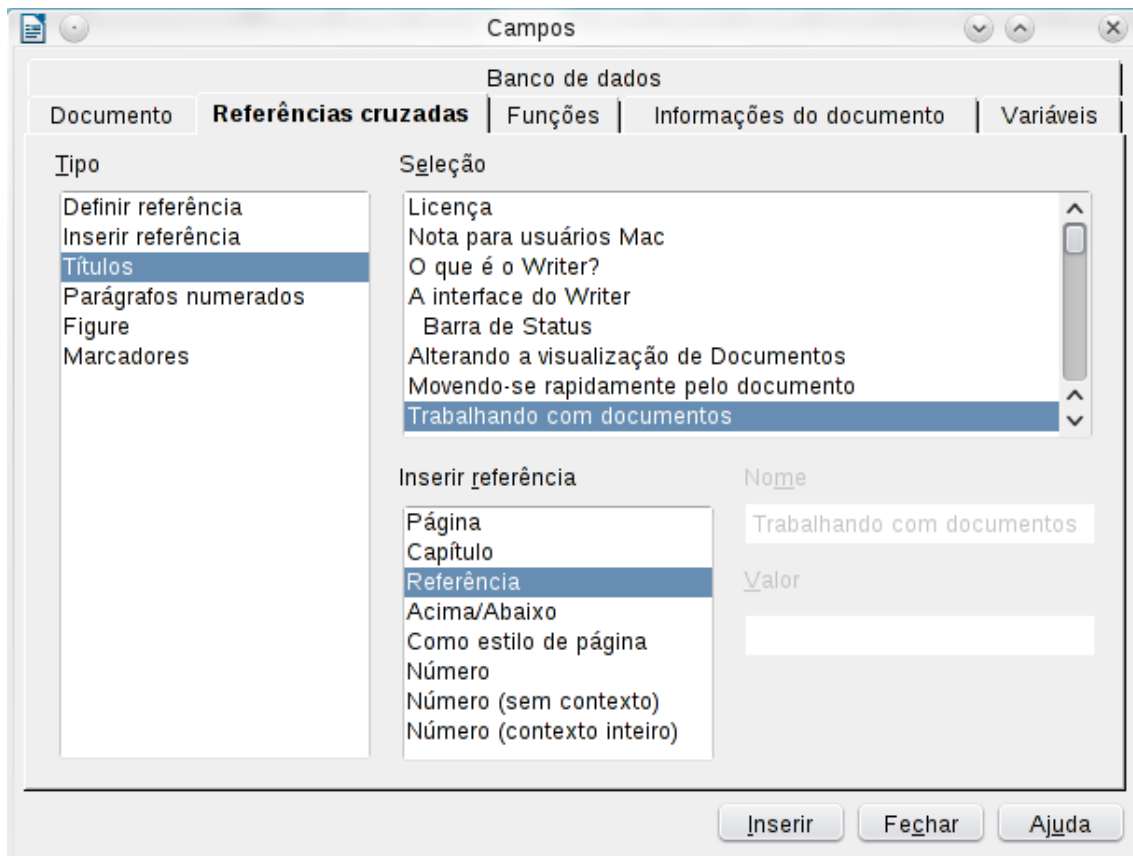 Campos
Banco de dados
Documento
Referências cruzadas
Funções
Informações do documento
Variáveis
Tipo
Definir referência
Inserir referência
Títulos
Parágrafos numerados
Figure
Marcadores
Seleção
Licença
Nota para usuários Mac
O que é o Writer?
A interface do Writer
Barra de Status
Alterando a visualização de Documentos
Movendo-se rapidamente pelo documento
Trabalhando com documentos
Inserir referência
Página
Capítulo
Referência
Acima/Abaixo
Como estilo de página
Número
Número (sem contexto)
Número (contexto inteiro)
Nome
Trabalhando com documentos
Valor
Inserir
Fechar
Ajuda